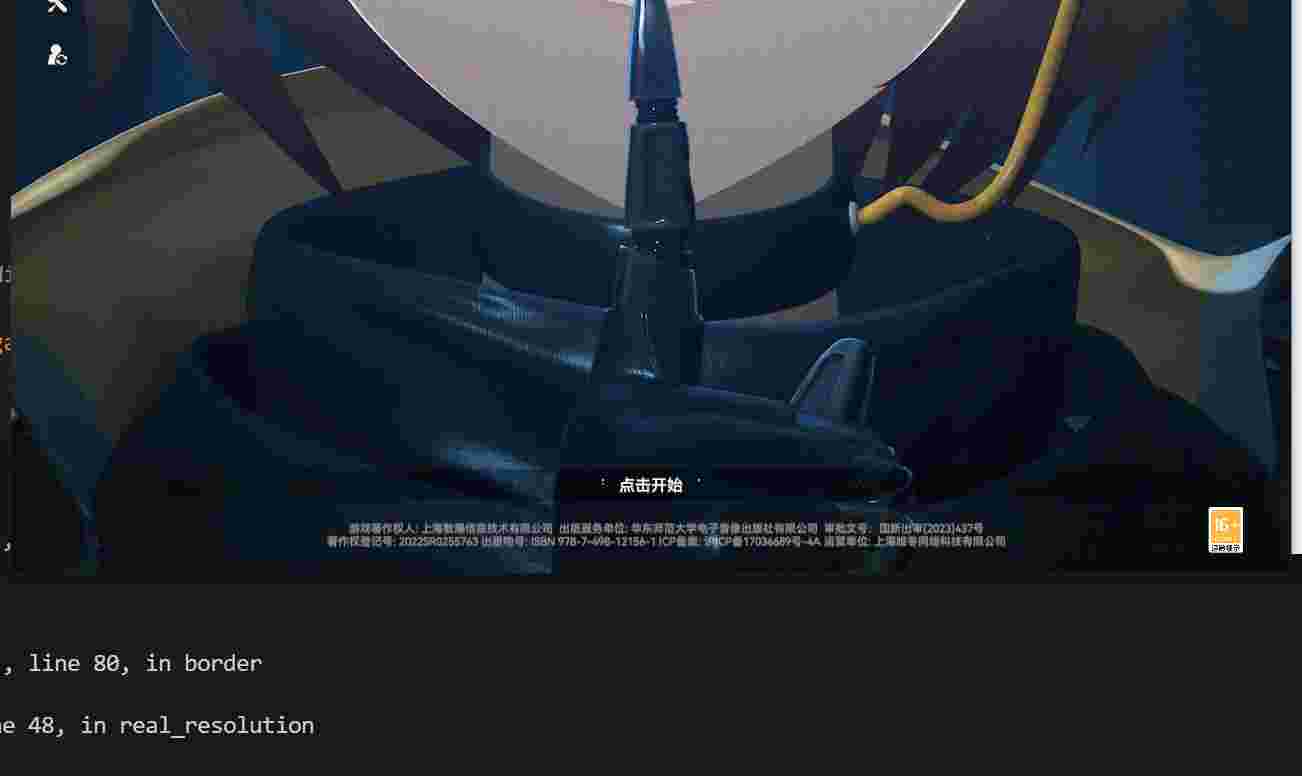 点击开始
游戏著作权人: 上海数龙信息技术有限公司 出版服务单位: 华东师范大学电子音像出版社有限公司 审批文号: 国新出审(2023)437号
著作权登记号: 2022SR0255763 出版物号: ISBN 978-7-498-12156-1 ICP备案: 沪ICP备17036689号-4A 运营单位: 网络科技有限公司
16+
适龄提示
, line 80, in border
e 48, in real_resolution